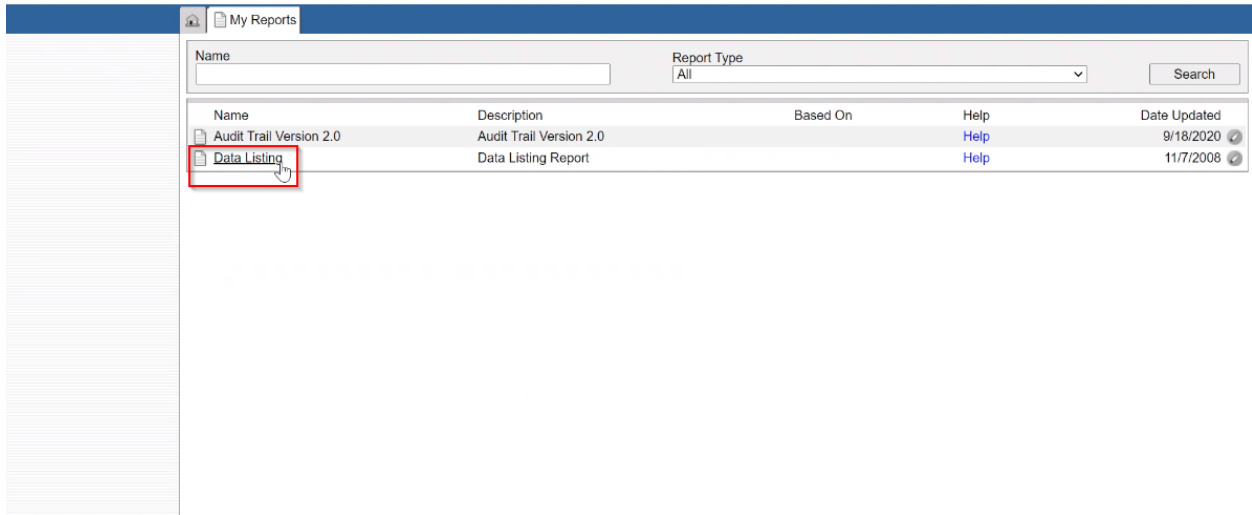 My Reports
Name Report Type
All Search
Name Description Based On Help Date Updated
Audit Trail Version 2.0 Audit Trail Version 2.0 Help 9/18/2020
Data Listing Data Listing Report Help 11/7/2008